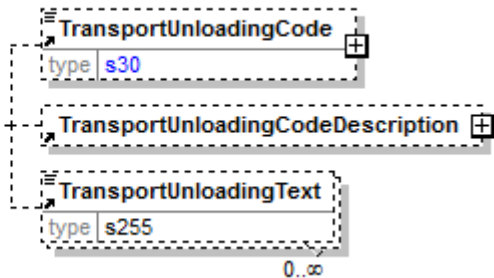 TransportUnloadingCode
type s30
TransportUnloadingCodeDescription
TransportUnloadingText
type s255
0..∞